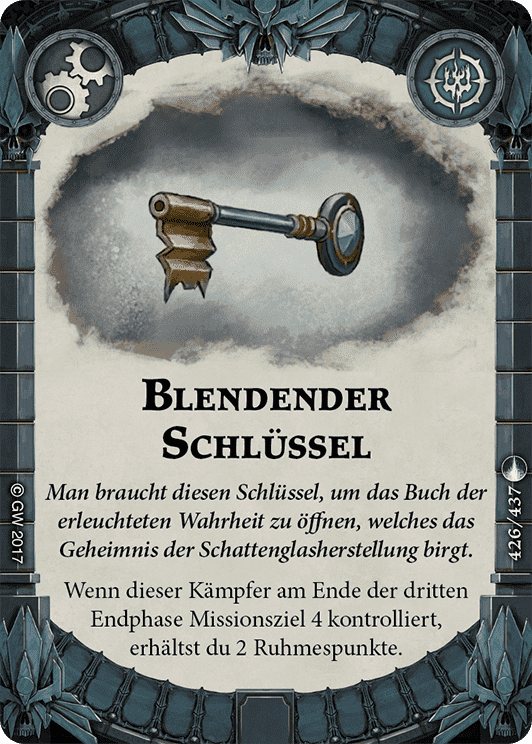 Blendender
Schlüssel
Man braucht diesen Schlüssel, um das Buch der
erleuchteten Wahrheit zu öffnen, welches das
Geheimnis der Schattenglasherstellung birgt.
Wenn dieser Kämpfer am Ende der dritten
Endphase Missionsziel 4 kontrolliert,
erhältst du 2 Ruhmespunkte.
© GW 2017
426/437